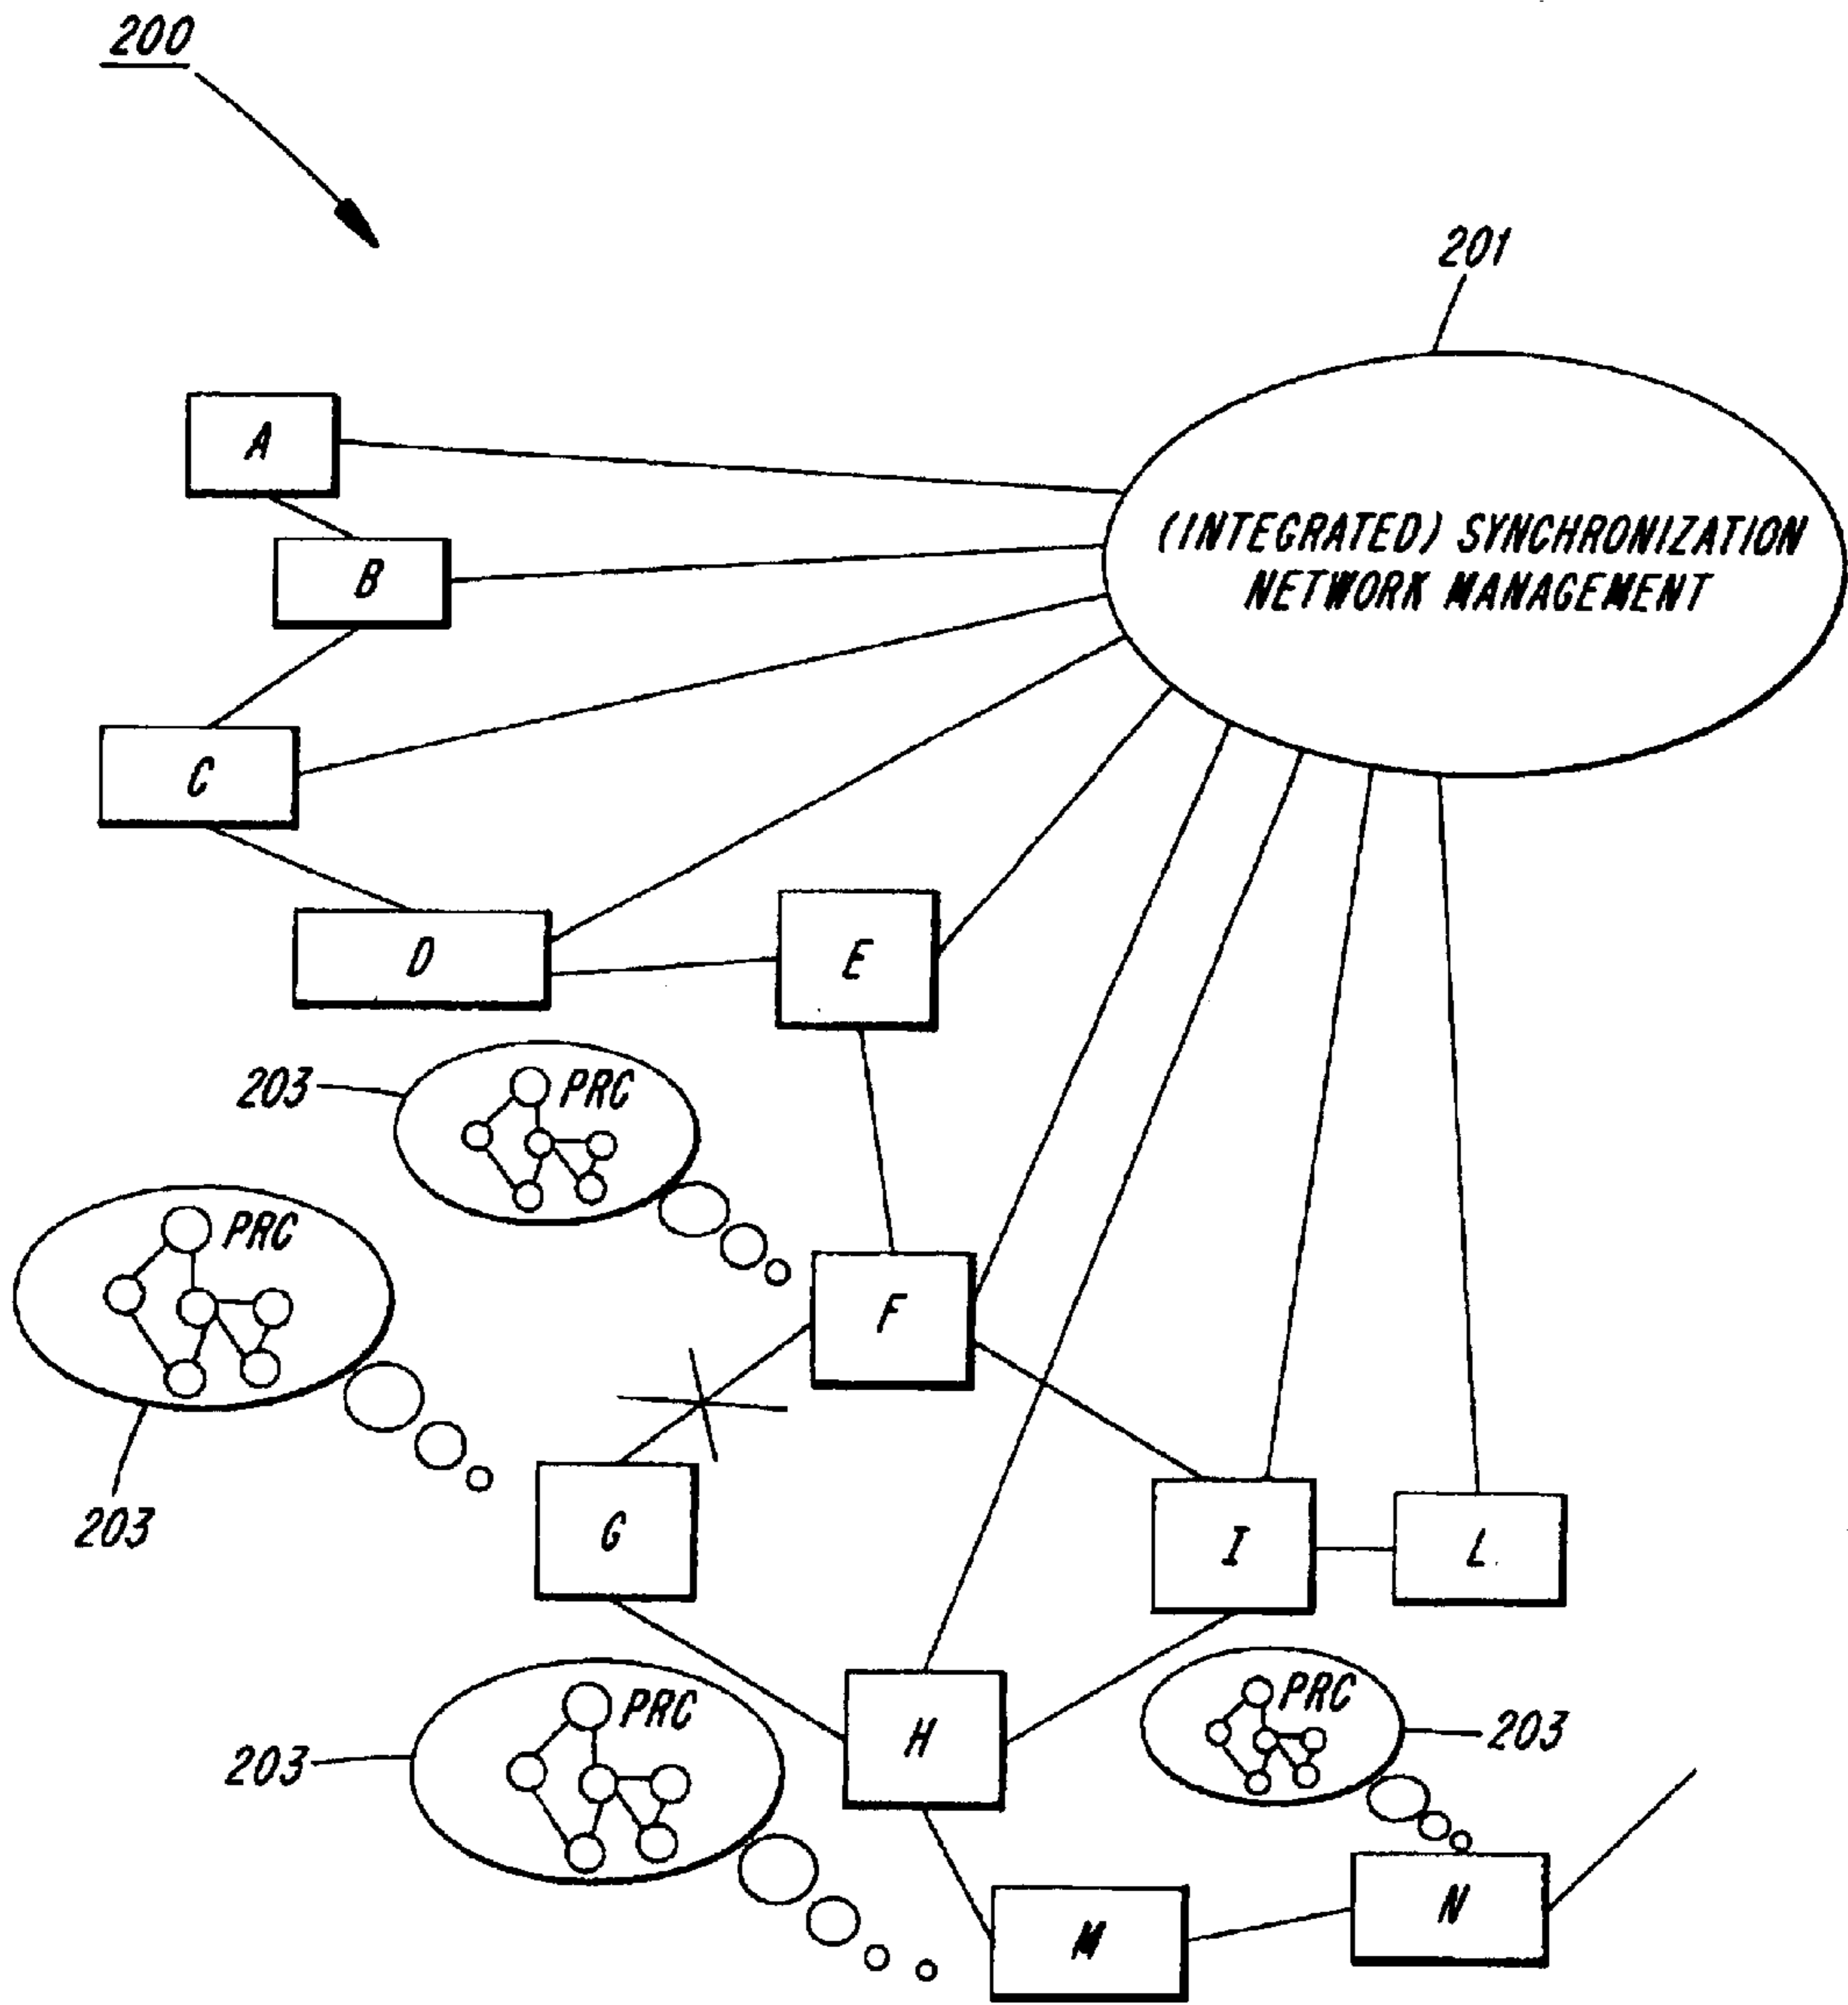 200
201
A
(INTEGRATED) SYNCHRONIZATION
NETWORK MANAGEMENT
B
C
D
E
203
PRC
PRC
F
203
G
I
L
PRC
H
PRC
203
203
M
N